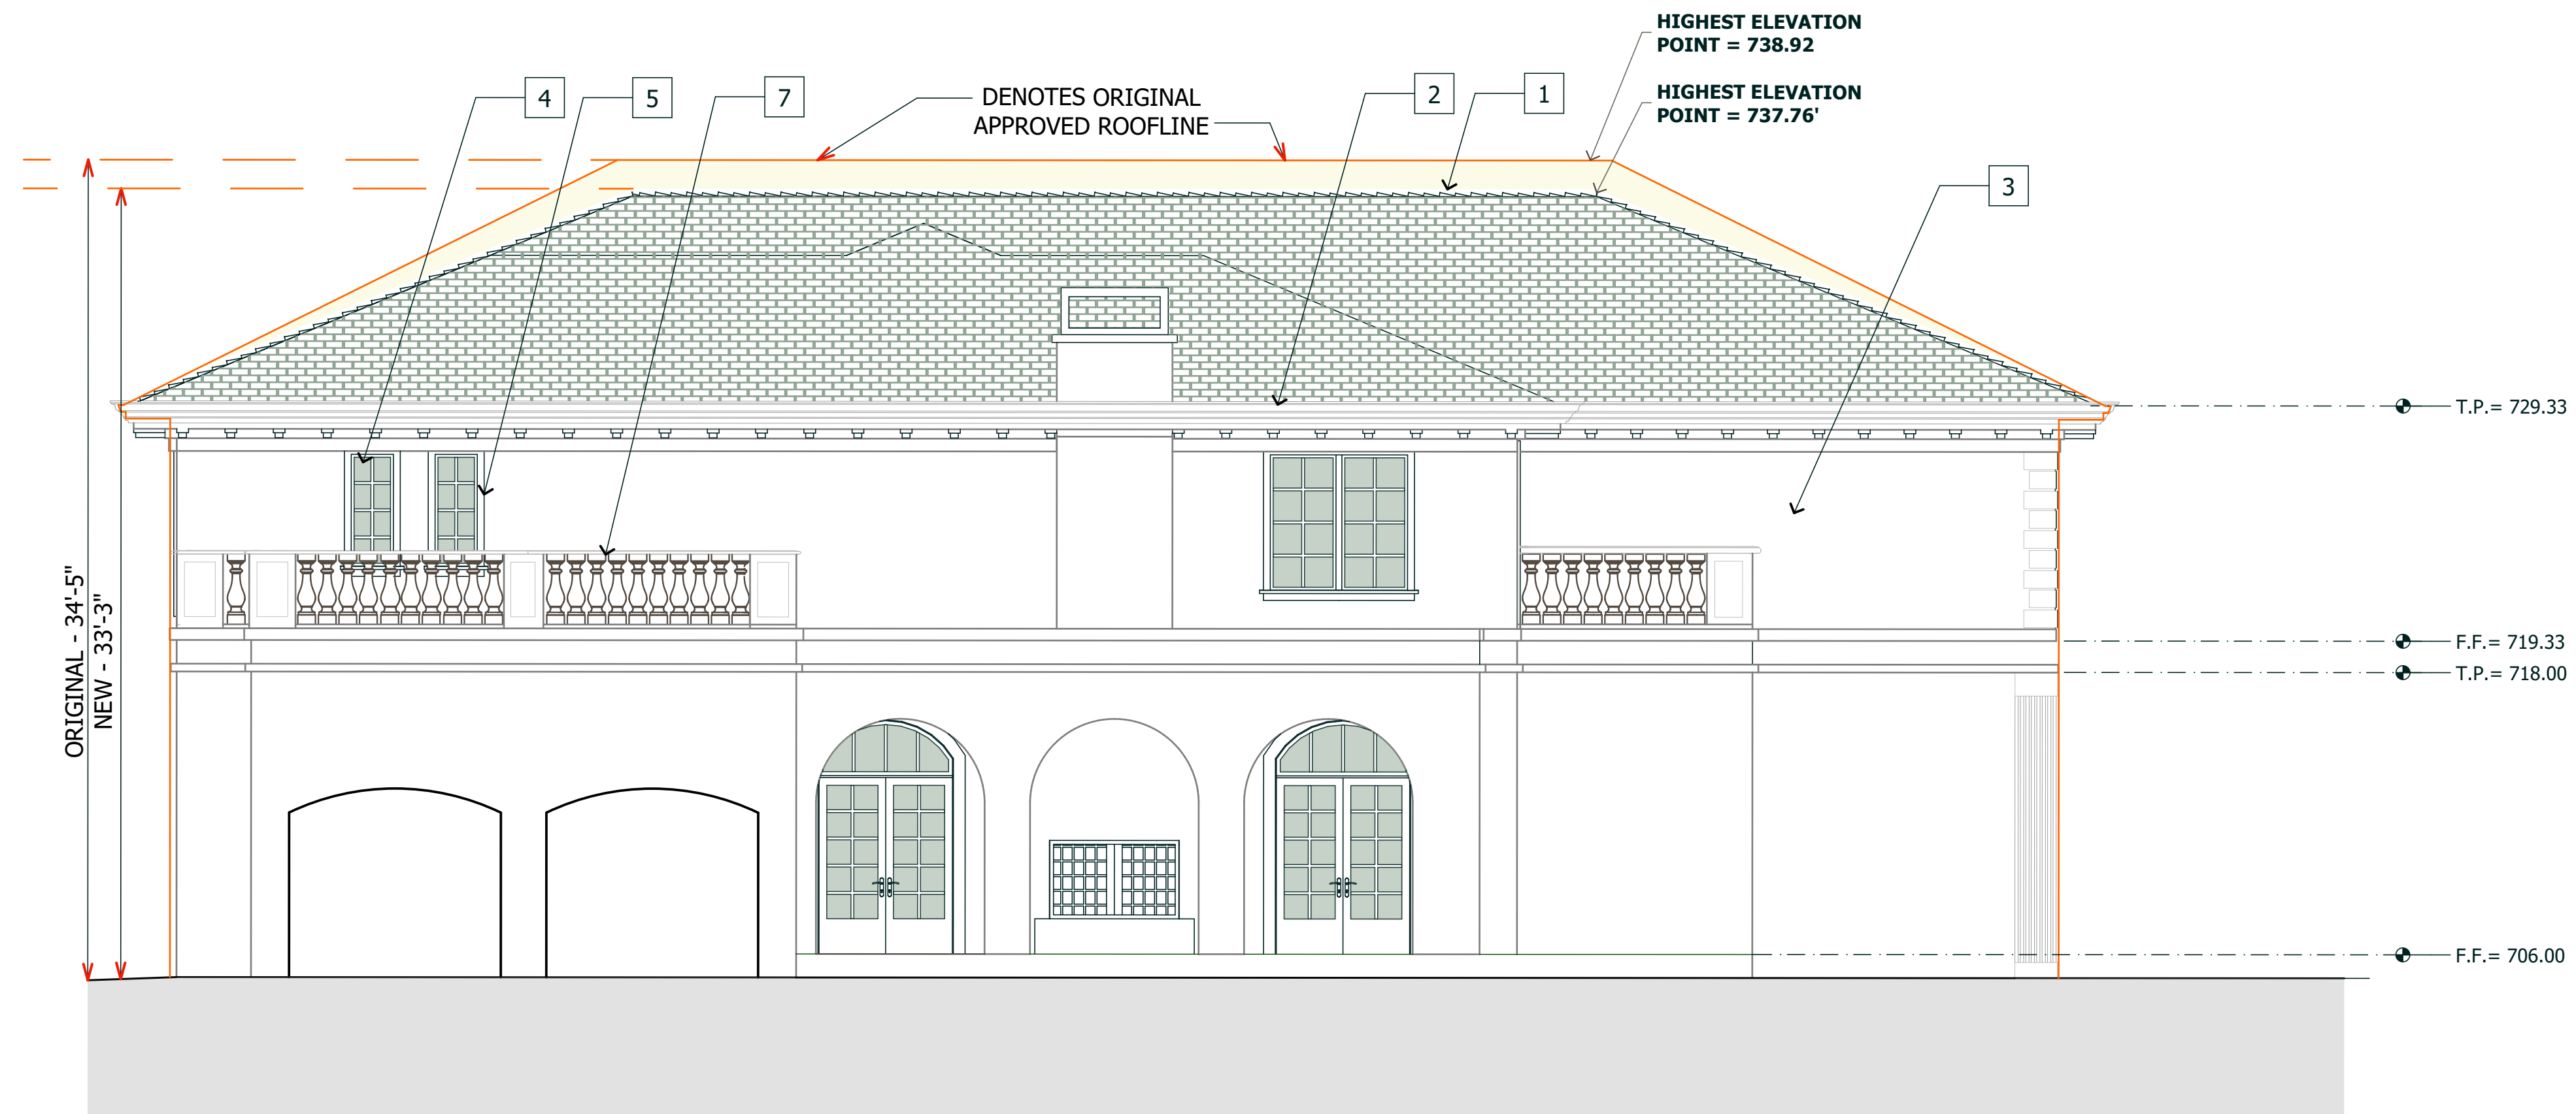 HIGHEST ELEVATION
POINT = 738.92
4
5
7
DENOTES ORIGINAL
APPROVED ROOFLINE
2
1
HIGHEST ELEVATION
POINT = 737.76'
3
T.P.= 729.33
ORIGINAL - 34'-5"
NEW - 33'-3"
F.F.= 719.33
T.P.= 718.00
F.F.= 706.00